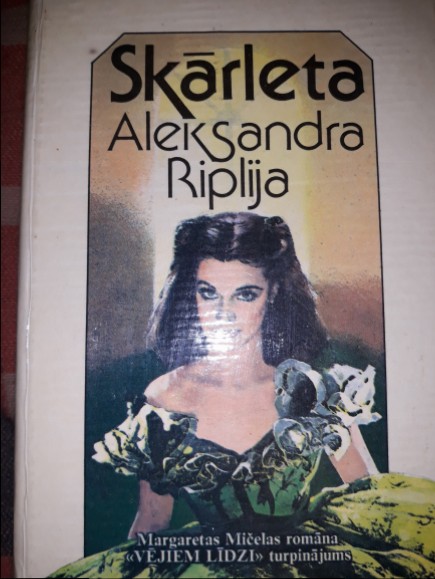 Skārleta
Aleksandra
Riplija
Margaretas Mičelas romāna
«VĒJIEM LĪDZI» turpinājums